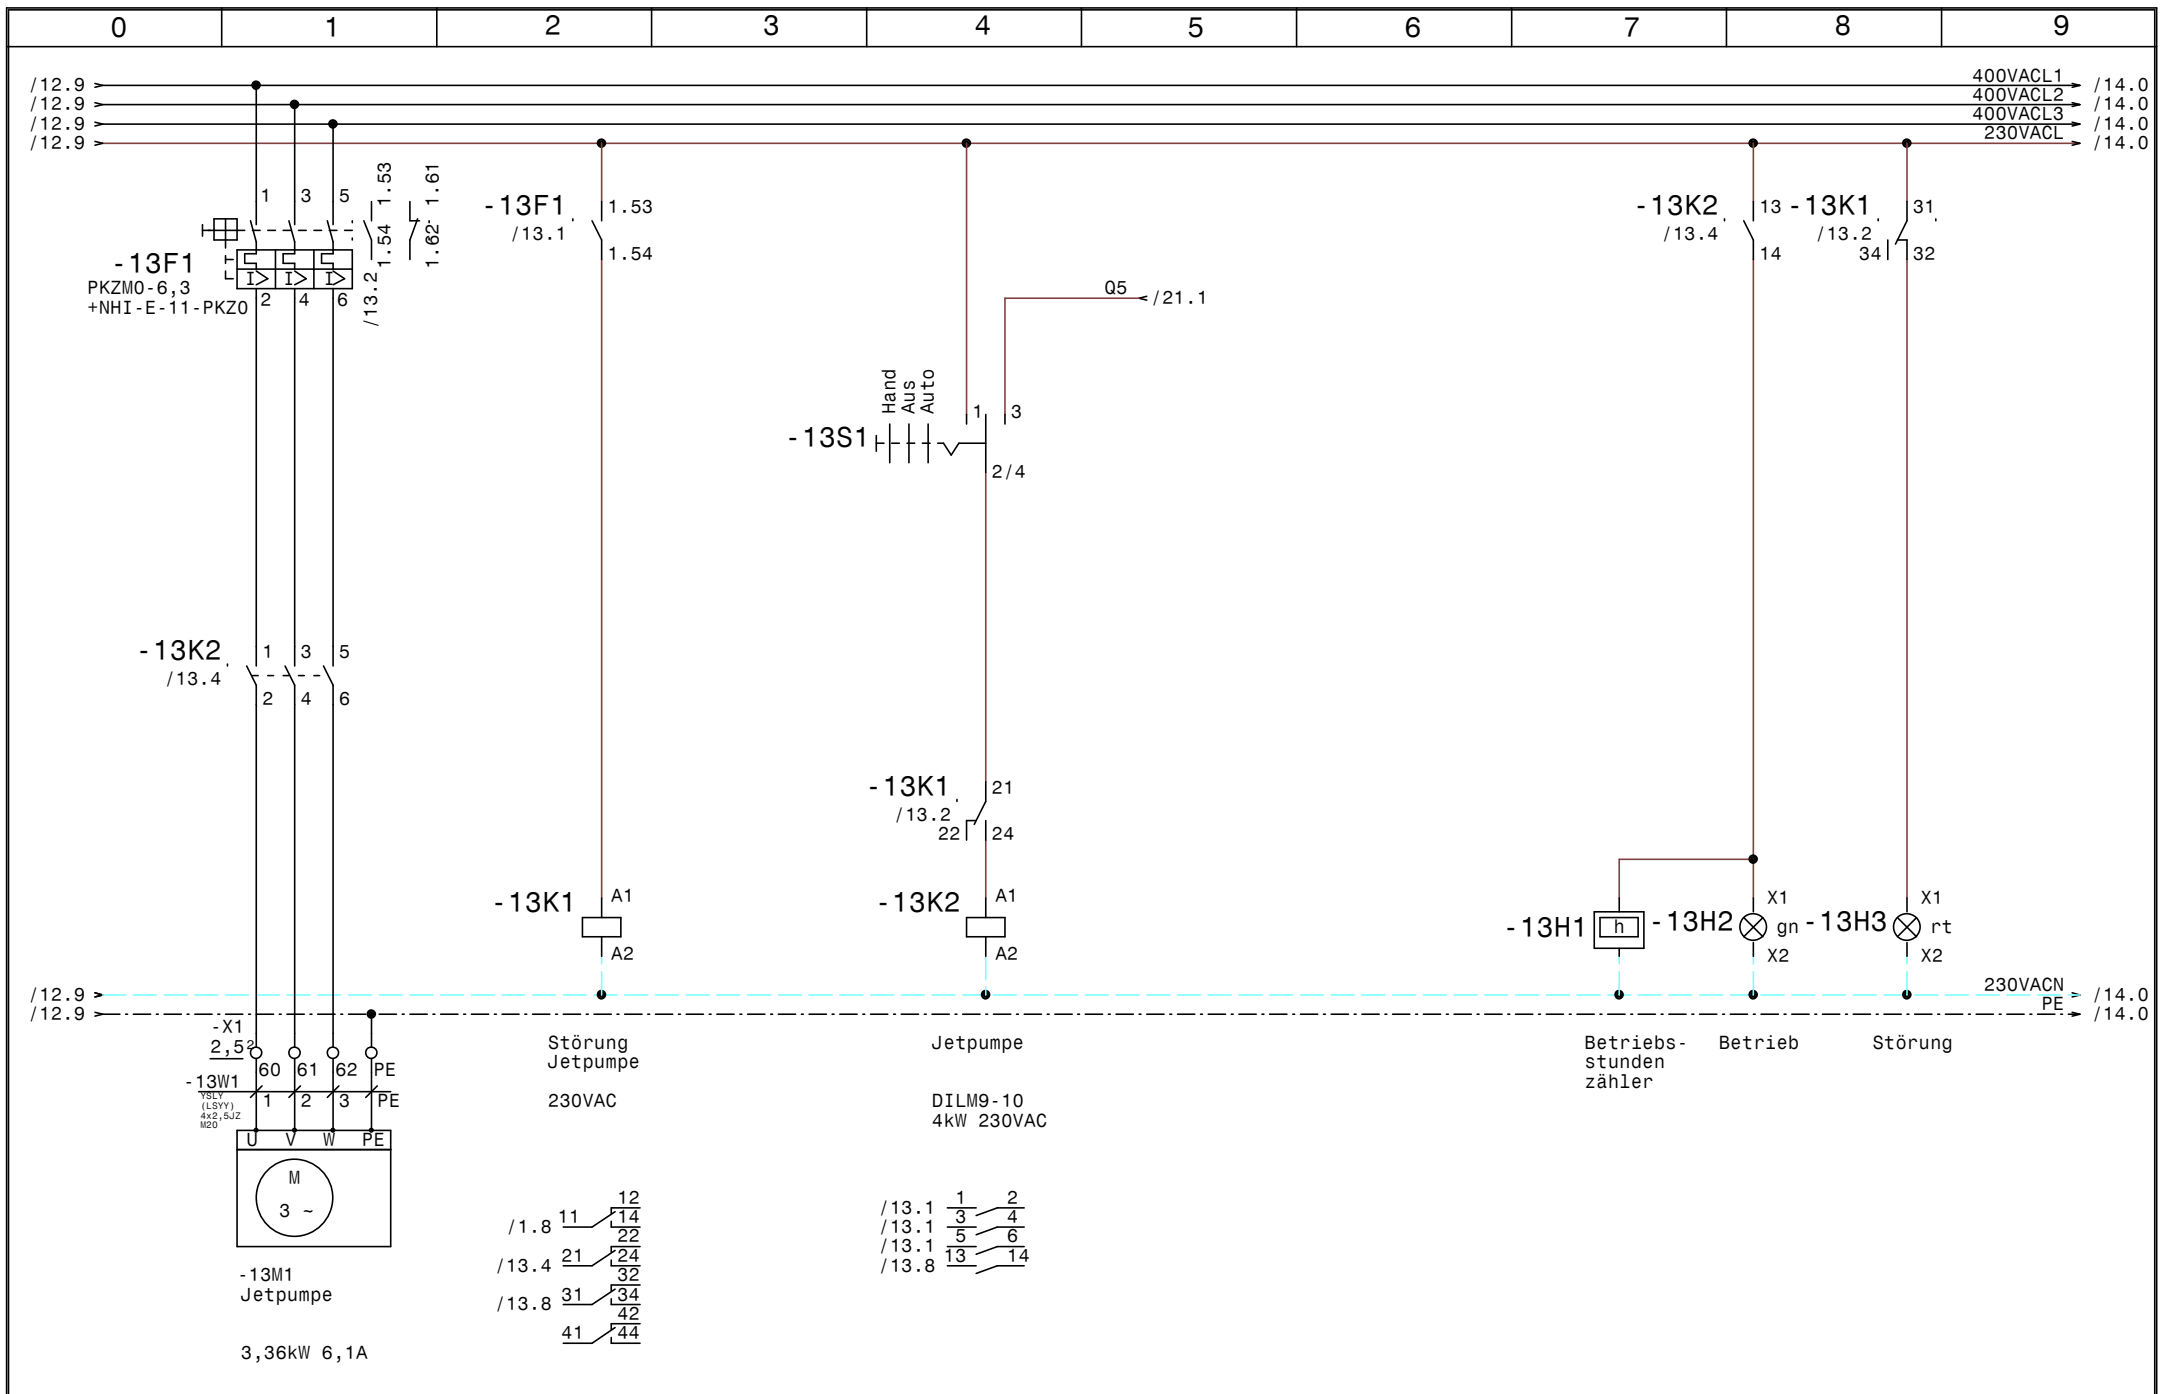 0 1 2 3 4 5 6 7 8 9
/12.9 400VACL1 /14.0
/12.9 400VACL2 /14.0
/12.9 400VACL3 /14.0
/12.9 230VACL /14.0
1 3 5
1.53
1.54
1.61
1.62
/13.2
-13F1
PKZM0-6,3
+NHI-E-11-PKZ0
2 4 6
-13F1
/13.1
1.53
1.54
Q5 /21.1
Hand
Aus
Auto
-13S1
1 3
2/4
-13K2
/13.4
13
14
-13K1
/13.2
31
34 32
-13K2
/13.4
1 3 5
2 4 6
-13K1
/13.2
21
22 24
-13K1
A1
A2
-13K2
A1
A2
-13H1
h
-13H2
X1
gn
X2
-13H3
X1
rt
X2
/12.9 230VACN /14.0
/12.9 PE /14.0
-X1
2,5²
60 61 62 PE
-13W1
YSLY
(LSYY)
4x2,5JZ
M20
1 2 3 PE
U V W PE
M
3 ~
-13M1
Jetpumpe
3,36kW 6,1A
Störung
Jetpumpe
230VAC
Jetpumpe
DILM9-10
4kW 230VAC
Betriebs-
stunden
zähler
Betrieb
Störung
12
/1.8 11 14
22
/13.4 21 24
32
/13.8 31 34
42
41 44
/13.1 1 2
/13.1 3 4
/13.1 5 6
/13.8 13 14